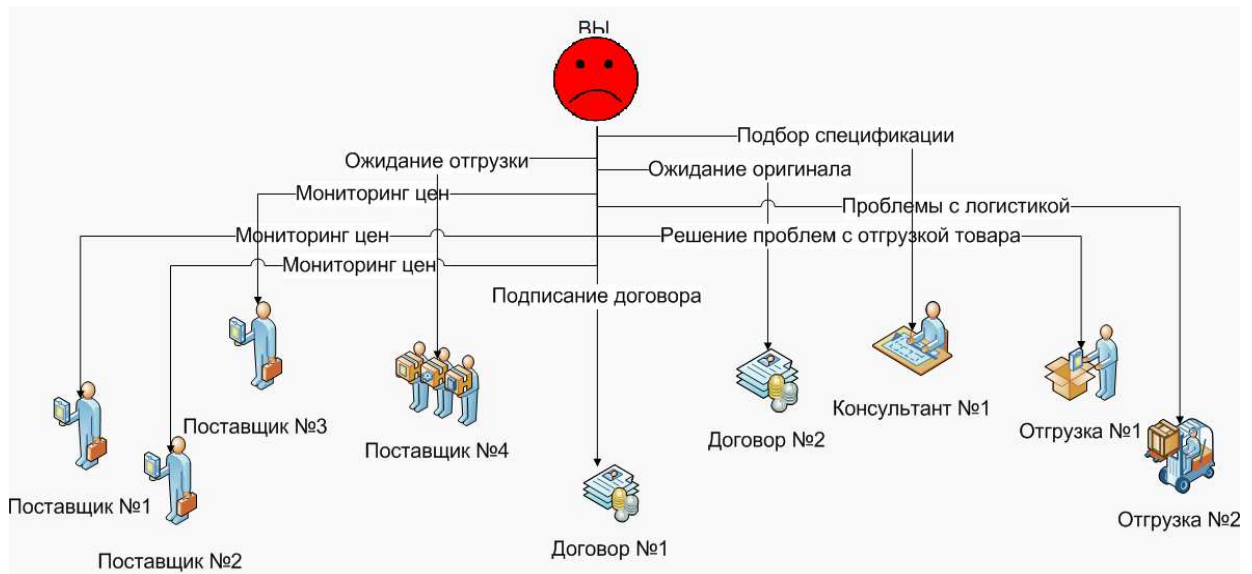 ВЫ
Подбор спецификации
Ожидание отгрузки
Ожидание оригинала
Мониторинг цен
Проблемы с логистикой
Мониторинг цен
Решение проблем с отгрузкой товара
Мониторинг цен
Подписание договора
Поставщик №3
Поставщик №4
Договор №2
Консультант №1
Отгрузка №1
Поставщик №1
Отгрузка №2
Поставщик №2
Договор №1